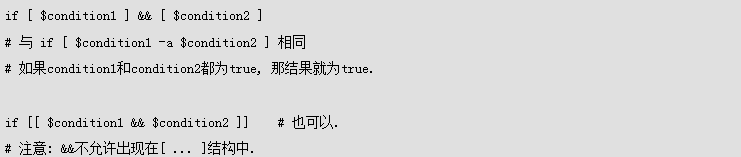 if [ $condition1 ] && [ $condition2 ]
# 与 if [ $condition1 -a $condition2 ] 相同
# 如果condition1和condition2都为true, 那结果就为true.
if [[ $condition1 && $condition2 ]]    # 也可以.
# 注意: &&不允许出现在[ ... ]结构中.